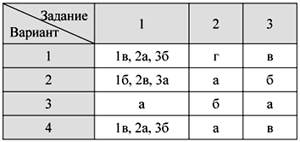 Задание
Вариант 1 2 3
1 1в, 2а, 3б г в
2 1б, 2в, 3а а б
3 а б а
4 1в, 2а, 3б а в